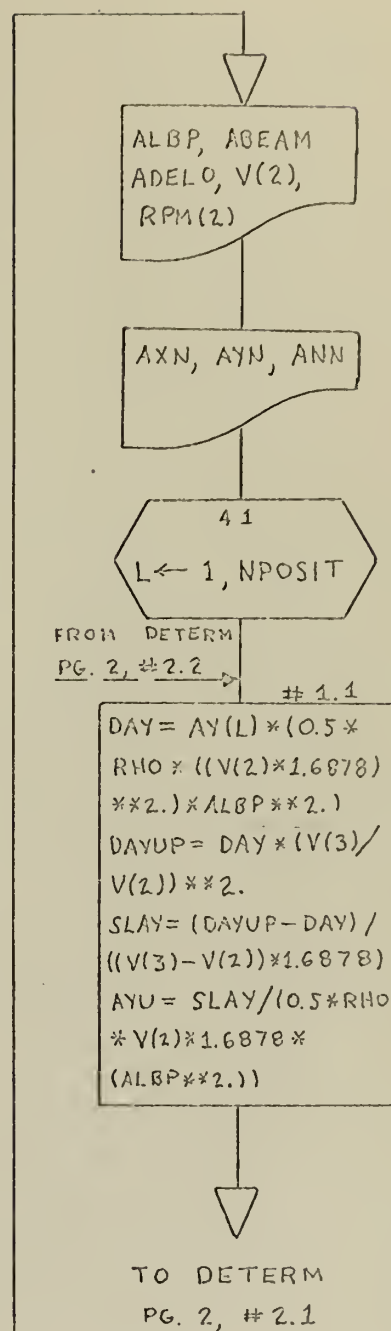 ALBP, ABEAM
ADELO, V(2),
RPM(2)
AXN, AYN, ANN
41
L← 1, NPOSIT
FROM DETERM
PG. 2, #2.2
#1.1
DAY= AY(L)*(0.5*
RHO*((V(2)*1.6878)
**2.)*ALBP**2.)
DAYUP= DAY*(V(3)/
V(2))**2.
SLAY= (DAYUP-DAY)/
((V(3)-V(2))*1.6878)
AYU= SLAY/(0.5*RHO
*V(2)*1.6878*
(ALBP**2.))
TO DETERM
PG. 2, #2.1